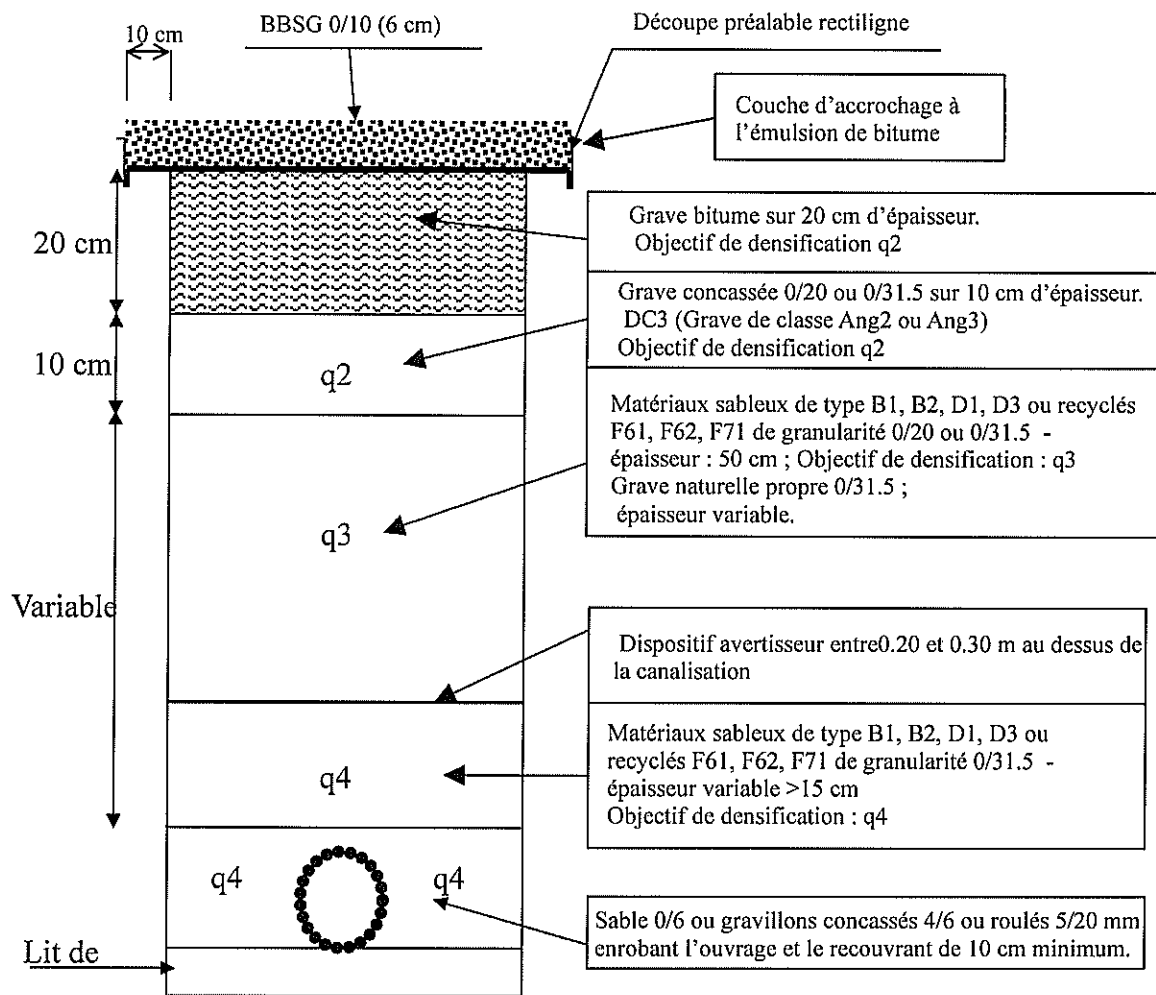 10 cm
BBSG 0/10 (6 cm)
Découpe préalable rectiligne
Couche d'accrochage à
l'émulsion de bitume
20 cm
Grave bitume sur 20 cm d'épaisseur.
Objectif de densification q2
10 cm
q2
Grave concassée 0/20 ou 0/31.5 sur 10 cm d'épaisseur.
DC3 (Grave de classe Ang2 ou Ang3)
Objectif de densification q2
Matériaux sableux de type B1, B2, D1, D3 ou recyclés
F61, F62, F71 de granularité 0/20 ou 0/31.5 -
épaisseur : 50 cm ; Objectif de densification : q3
Grave naturelle propre 0/31.5 ;
épaisseur variable.
q3
Variable
Dispositif avertisseur entre0.20 et 0.30 m au dessus de
la canalisation
q4
Matériaux sableux de type B1, B2, D1, D3 ou
recyclés F61, F62, F71 de granularité 0/31.5 -
épaisseur variable >15 cm
Objectif de densification : q4
q4
q4
Sable 0/6 ou gravillons concassés 4/6 ou roulés 5/20 mm
enrobant l'ouvrage et le recouvrant de 10 cm minimum.
Lit de